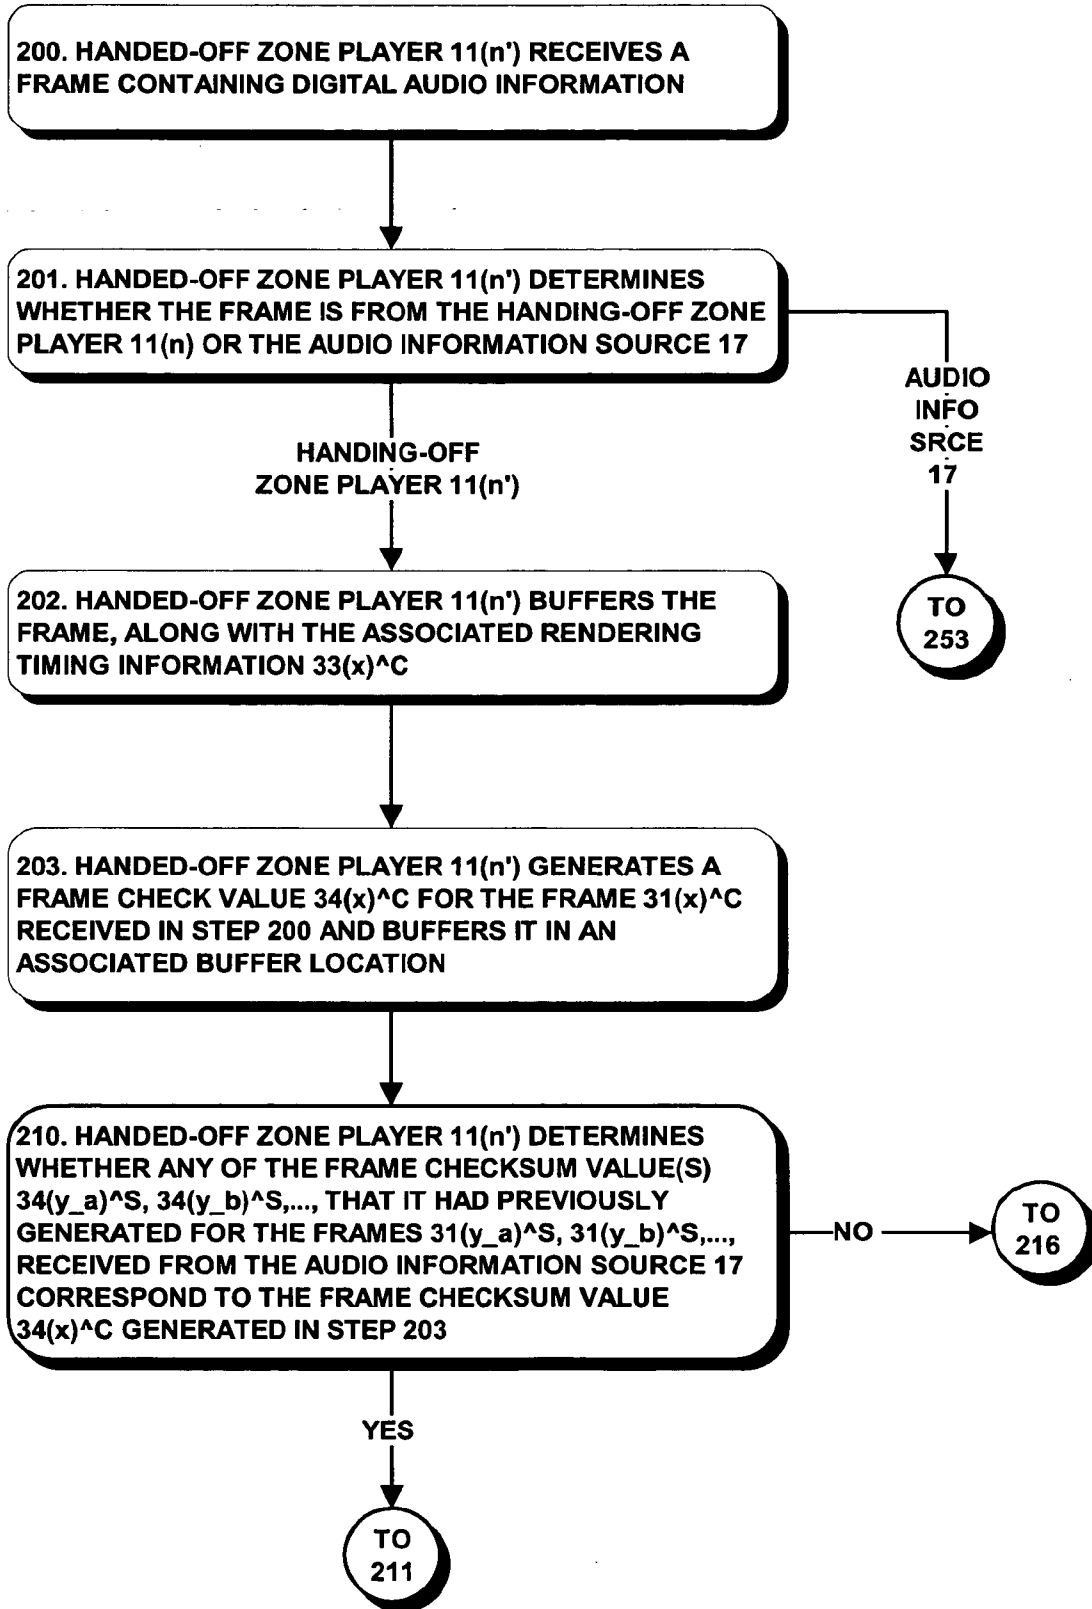 200. HANDED-OFF ZONE PLAYER 11(n') RECEIVES A
FRAME CONTAINING DIGITAL AUDIO INFORMATION
201. HANDED-OFF ZONE PLAYER 11(n') DETERMINES
WHETHER THE FRAME IS FROM THE HANDING-OFF ZONE
PLAYER 11(n) OR THE AUDIO INFORMATION SOURCE 17
AUDIO
INFO
SRCE
17
TO
253
HANDING-OFF
ZONE PLAYER 11(n')
202. HANDED-OFF ZONE PLAYER 11(n') BUFFERS THE
FRAME, ALONG WITH THE ASSOCIATED RENDERING
TIMING INFORMATION 33(x)^C
203. HANDED-OFF ZONE PLAYER 11(n') GENERATES A
FRAME CHECK VALUE 34(x)^C FOR THE FRAME 31(x)^C
RECEIVED IN STEP 200 AND BUFFERS IT IN AN
ASSOCIATED BUFFER LOCATION
210. HANDED-OFF ZONE PLAYER 11(n') DETERMINES
WHETHER ANY OF THE FRAME CHECKSUM VALUE(S)
34(y_a)^S, 34(y_b)^S,..., THAT IT HAD PREVIOUSLY
GENERATED FOR THE FRAMES 31(y_a)^S, 31(y_b)^S,...,
RECEIVED FROM THE AUDIO INFORMATION SOURCE 17
CORRESPOND TO THE FRAME CHECKSUM VALUE
34(x)^C GENERATED IN STEP 203
NO
TO
216
YES
TO
211